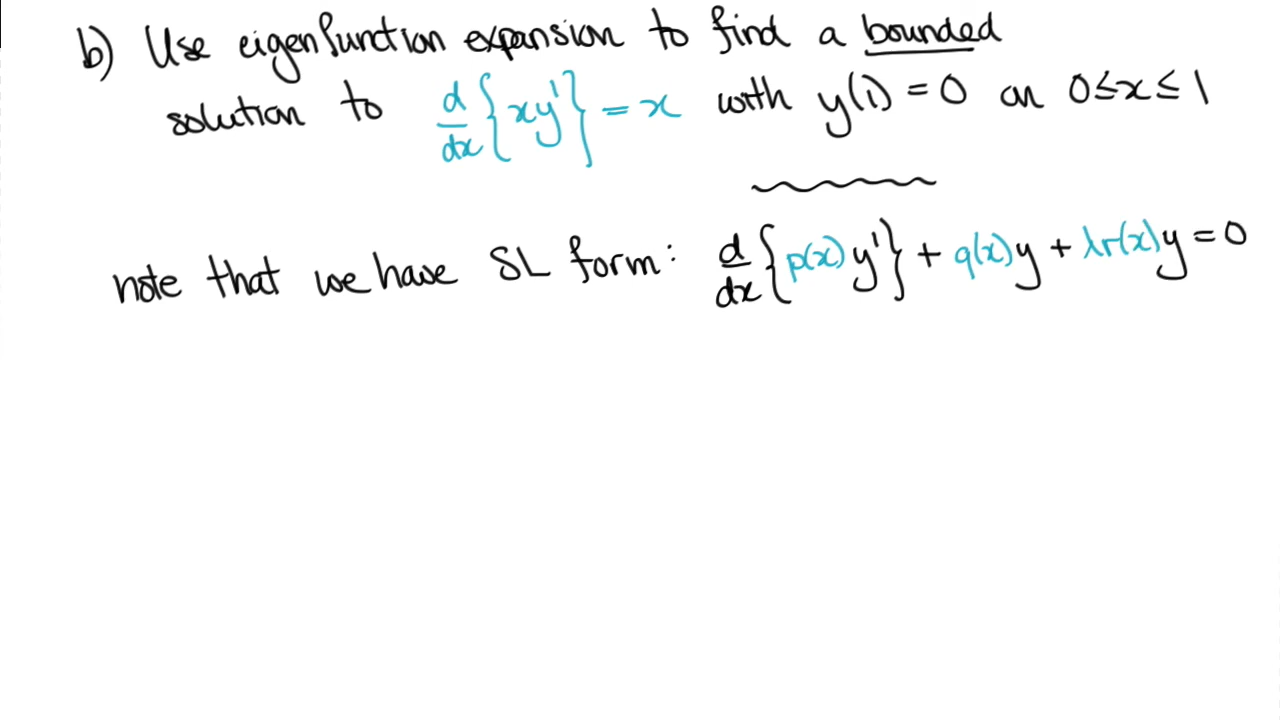 b) Use eigenfunction expansion to find a bounded
solution to d/dx{xy'} = x with y(1) = 0 on 0≤x≤1
note that we have SL form: d/dx{p(x)y'} + q(x)y + λr(x)y = 0